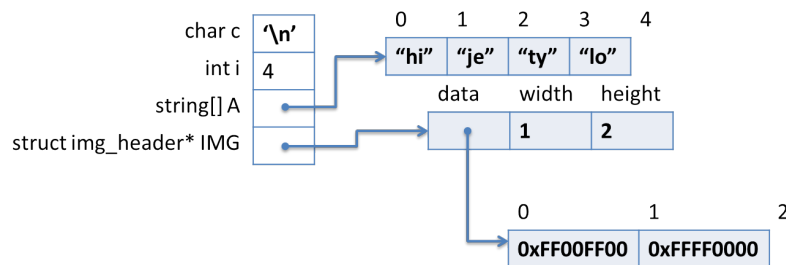 0 1 2 3 4
char c ‘\n’
“hi” “je” “ty” “lo”
int i 4
string[] A
data width height
struct img_header* IMG
1 2
0 1 2
0xFF00FF00 0xFFFF0000